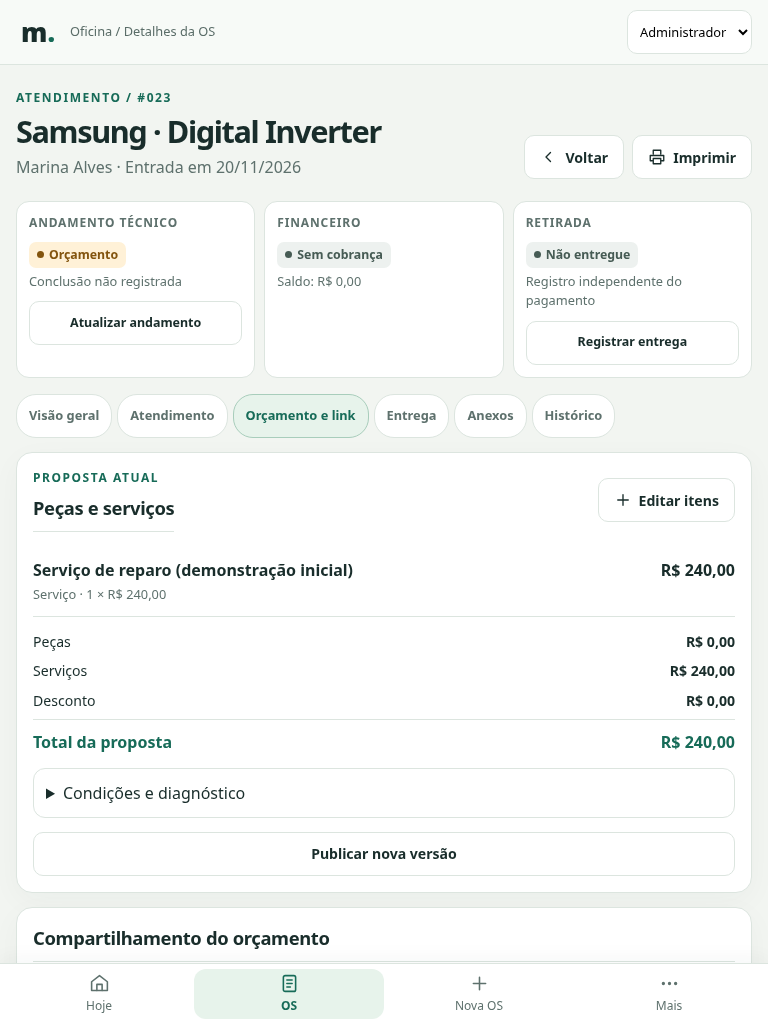 m.
Oficina / Detalhes da OS
Administrador
ATENDIMENTO / #023
Samsung · Digital Inverter
Marina Alves · Entrada em 20/11/2026
Voltar
Imprimir
ANDAMENTO TÉCNICO
Orçamento
Conclusão não registrada
Atualizar andamento
FINANCEIRO
Sem cobrança
Saldo: R$ 0,00
RETIRADA
Não entregue
Registro independente do
pagamento
Registrar entrega
Visão geral
Atendimento
Orçamento e link
Entrega
Anexos
Histórico
PROPOSTA ATUAL
Peças e serviços
Editar itens
Serviço de reparo (demonstração inicial) R$ 240,00
Serviço · 1 × R$ 240,00
Peças R$ 0,00
Serviços R$ 240,00
Desconto R$ 0,00
Total da proposta R$ 240,00
Condições e diagnóstico
Publicar nova versão
Compartilhamento do orçamento
Hoje
OS
Nova OS
Mais